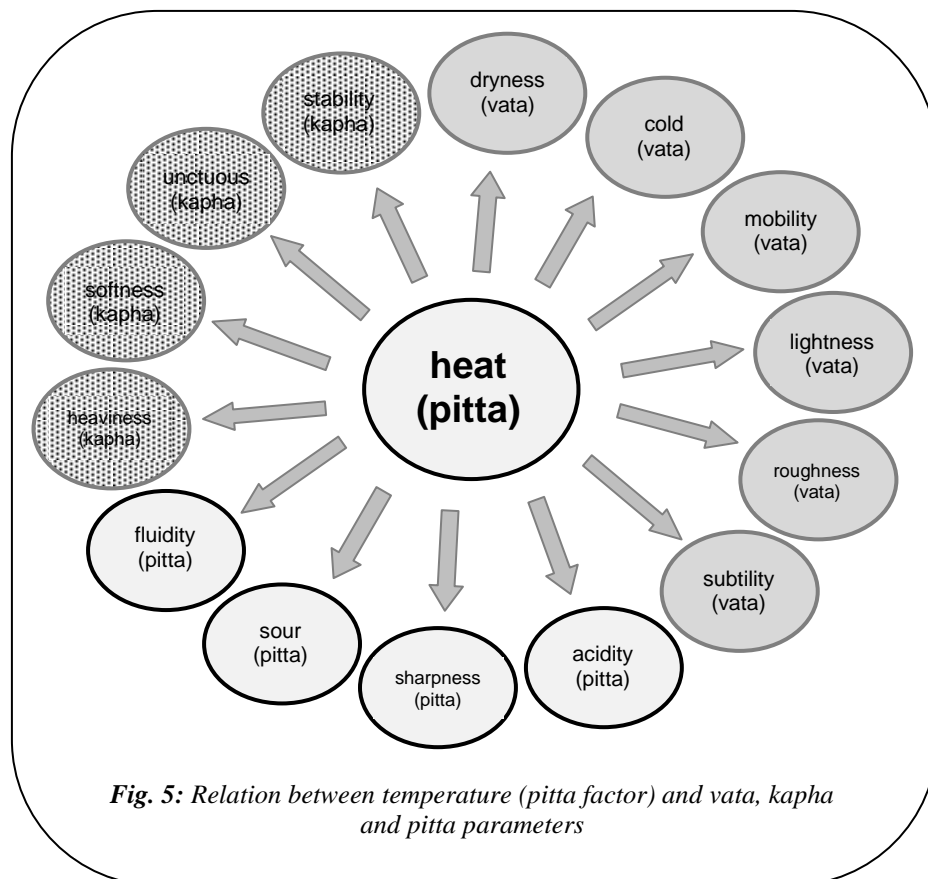 stability
(kapha)
dryness
(vata)
cold
(vata)
unctuous
(kapha)
mobility
(vata)
softness
(kapha)
heat
(pitta)
lightness
(vata)
heaviness
(kapha)
roughness
(vata)
fluidity
(pitta)
subtility
(vata)
sour
(pitta)
sharpness
(pitta)
acidity
(pitta)
Fig. 5: Relation between temperature (pitta factor) and vata, kapha
and pitta parameters